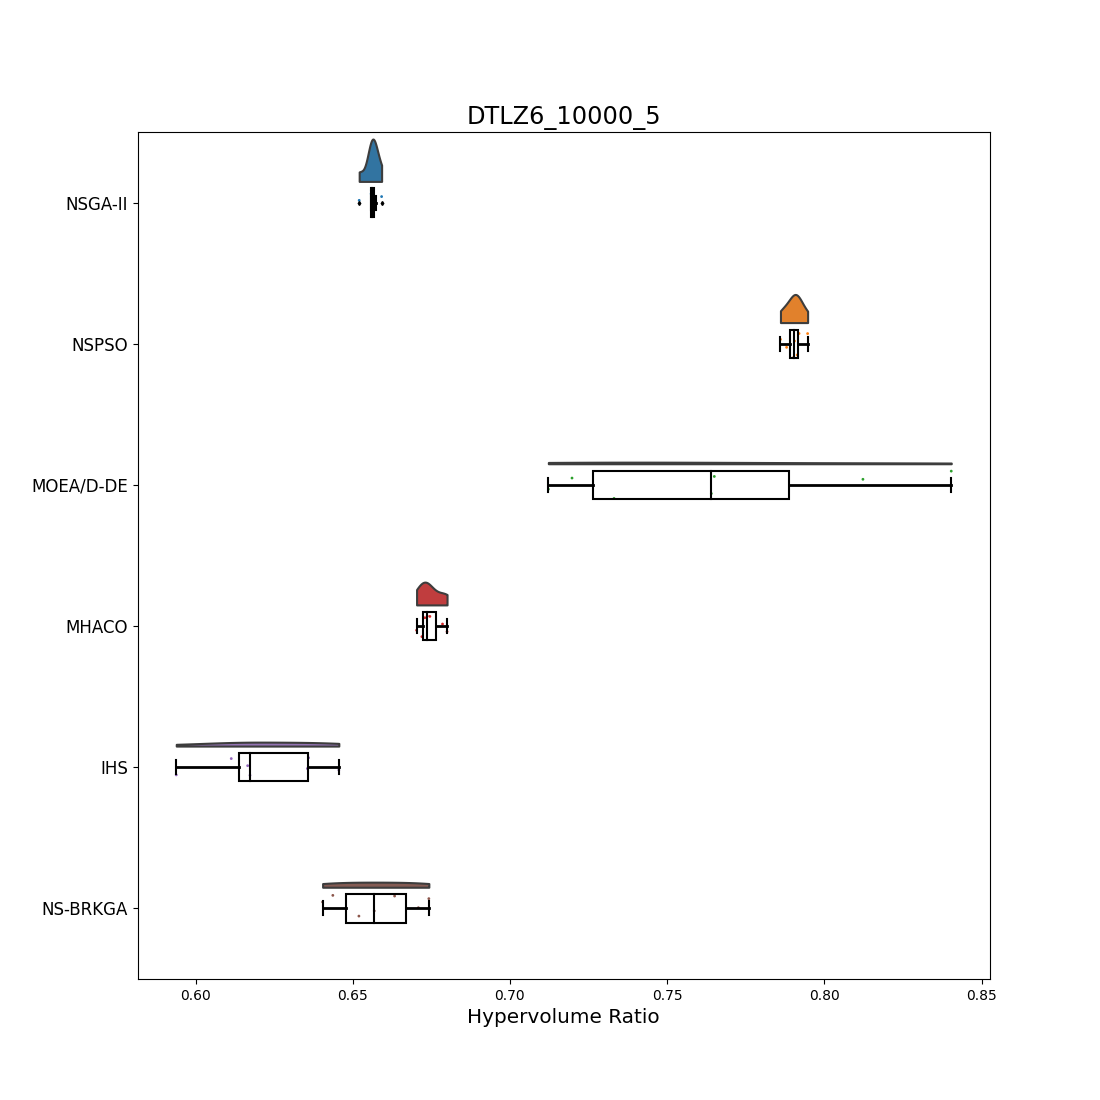 DTLZ6_10000_5
NSGA-II
NSPSO
MOEA/D-DE
MHACO
IHS
NS-BRKGA
0.60 0.65 0.70 0.75 0.80 0.85
Hypervolume Ratio